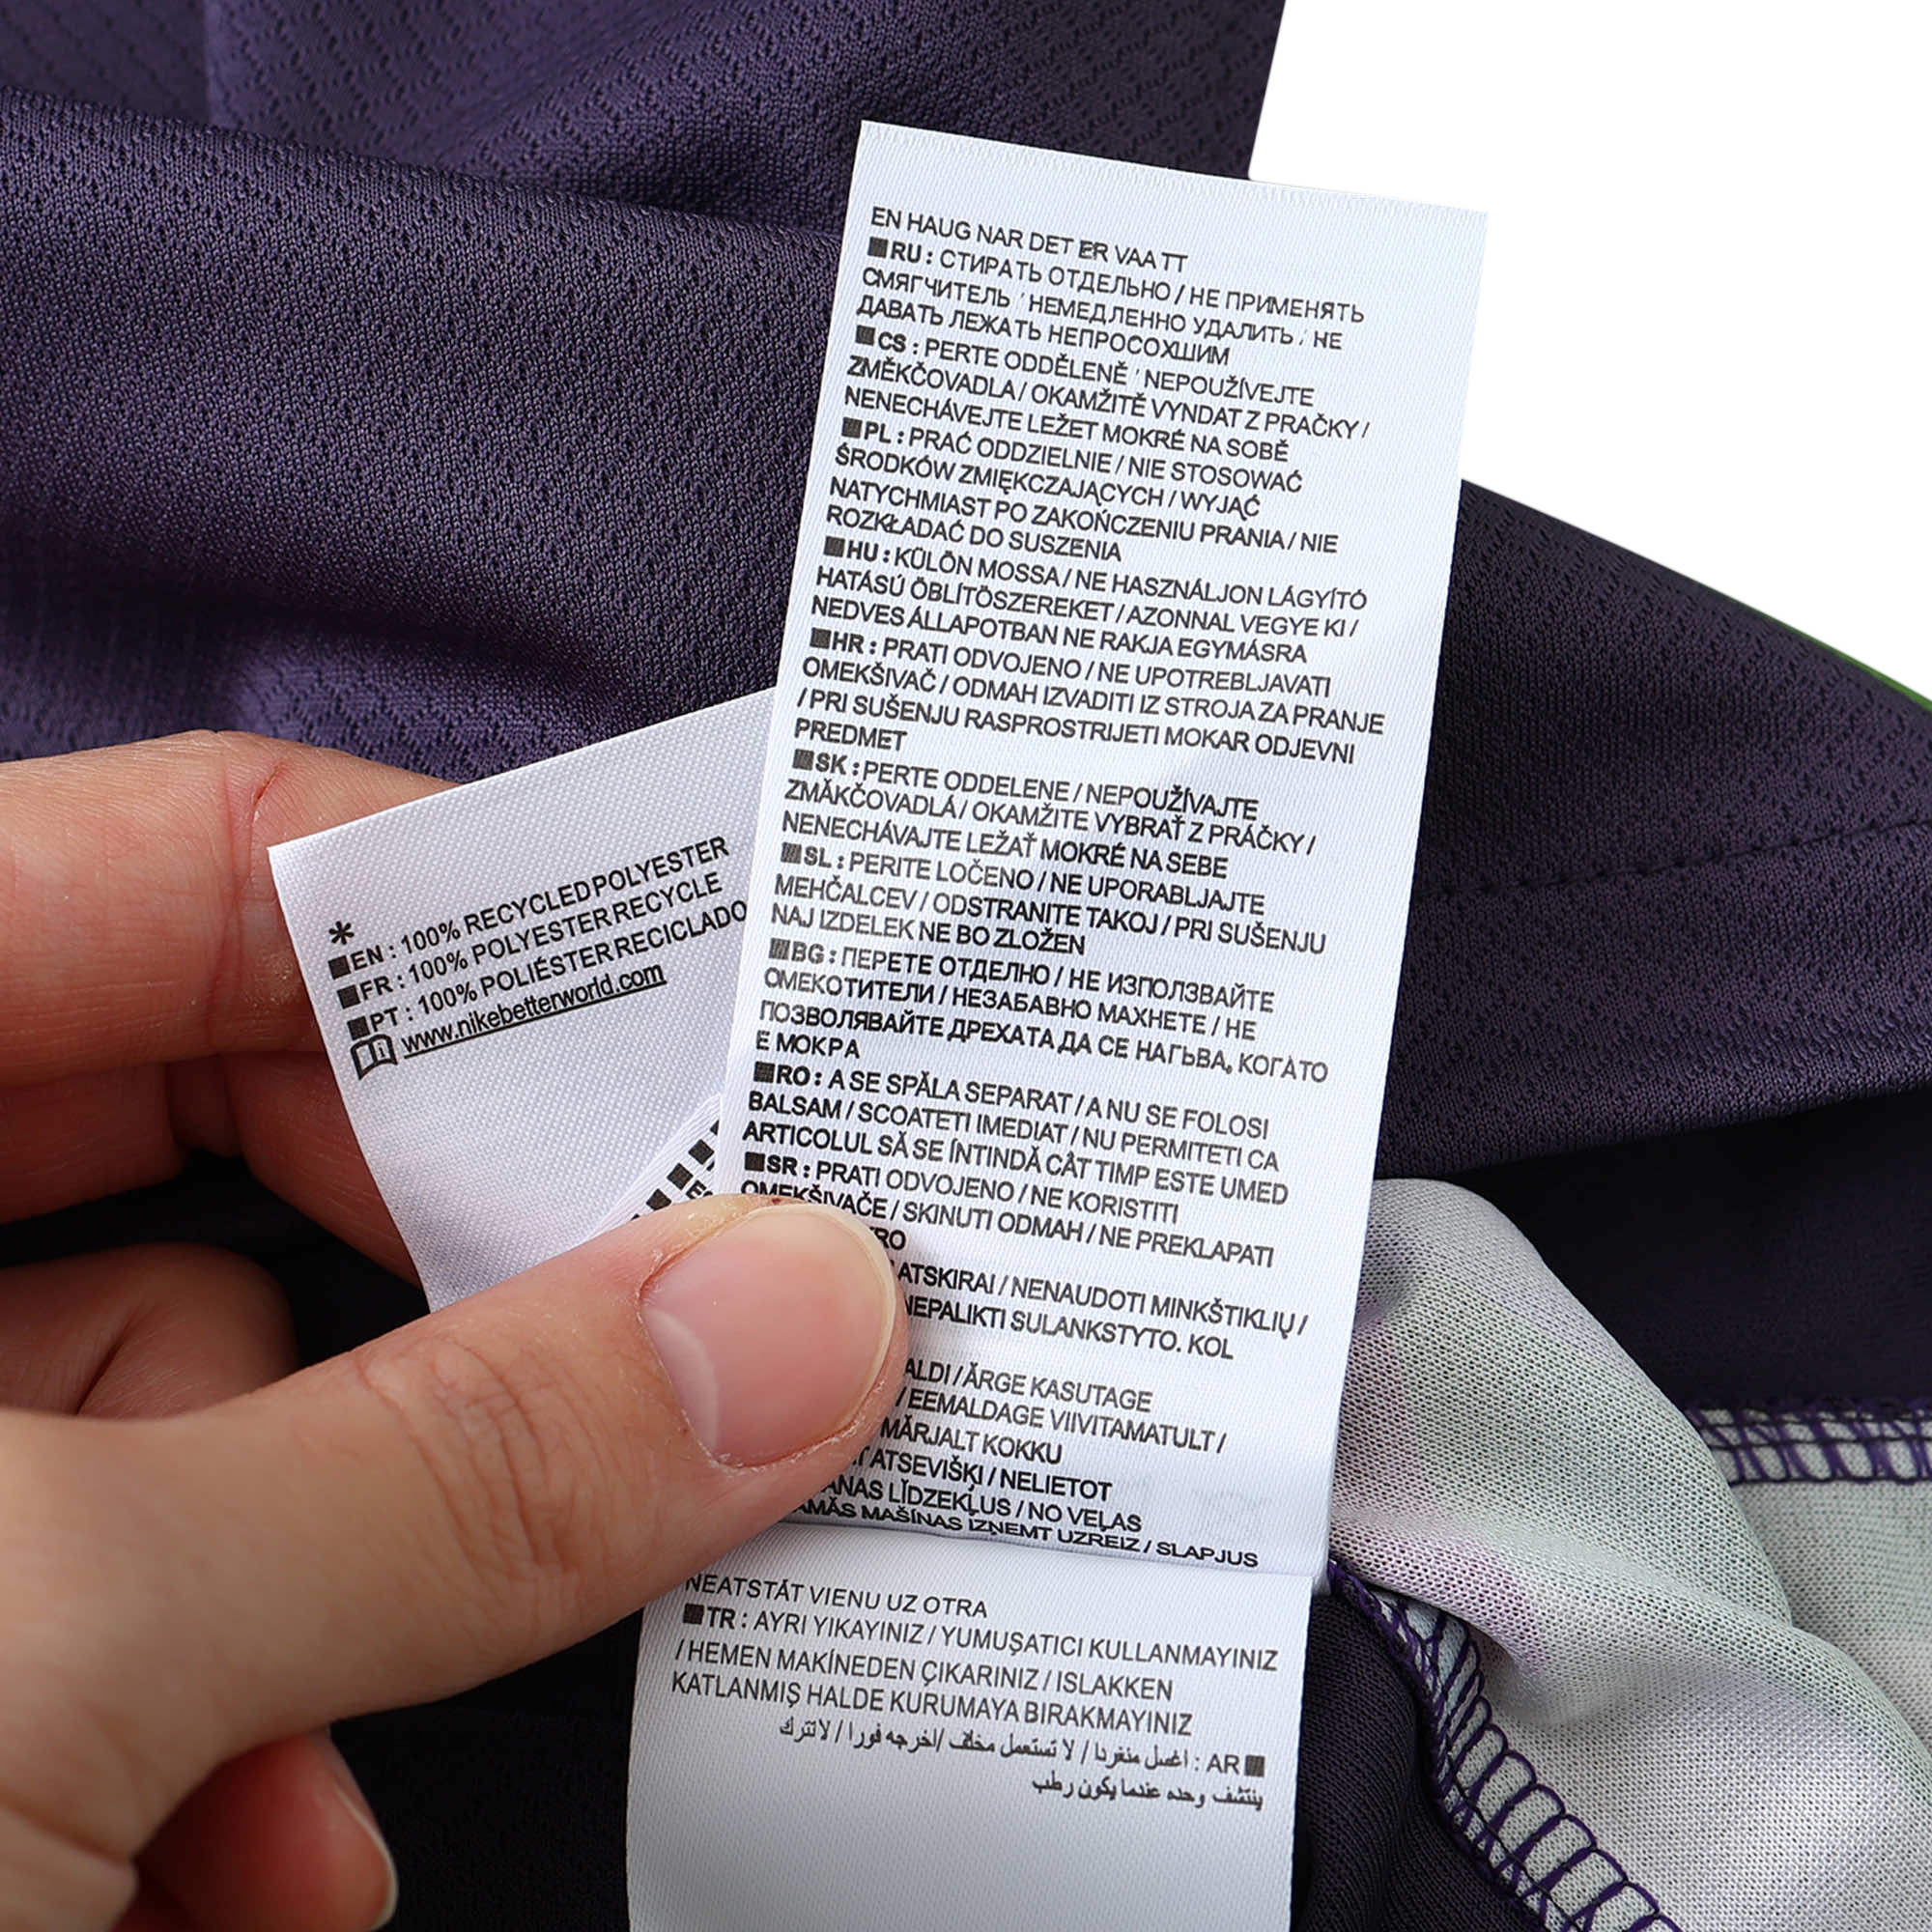 *
EN : 100% RECYCLED POLYESTER
FR : 100% POLYESTER RECYCLE
PT : 100% POLIÉSTER RECICLADO
www.nikebetterworld.com
EN HAUG NAR DET ER VAATT
RU : СТИРАТЬ ОТДЕЛЬНО / НЕ ПРИМЕНЯТЬ
СМЯГЧИТЕЛЬ / НЕМЕДЛЕННО УДАЛИТЬ / НЕ
ДАВАТЬ ЛЕЖАТЬ НЕПРОСОХШИМ
CS : PERTE ODDĚLENĚ / NEPOUŽÍVEJTE
ZMĚKČOVADLA / OKAMŽITĚ VYNDAT Z PRAČKY /
NENECHÁVEJTE LEŽET MOKRÉ NA SOBĚ
PL : PRAĆ ODDZIELNIE / NIE STOSOWAĆ
ŚRODKÓW ZMIĘKCZAJĄCYCH / WYJĄĆ
NATYCHMIAST PO ZAKOŃCZENIU PRANIA / NIE
ROZKŁADAĆ DO SUSZENIA
HU : KÜLÖN MOSSA / NE HASZNÁLJON LÁGYÍTÓ
HATÁSÚ ÖBLÍTÖSZEREKET / AZONNAL VEGYE KI /
NEDVES ÁLLAPOTBAN NE RAKJA EGYMÁSRA
HR : PRATI ODVOJENO / NE UPOTREBLJAVATI
OMEKŠIVAČ / ODMAH IZVADITI IZ STROJA ZA PRANJE
/ PRI SUŠENJU RASPROSTRIJETI MOKAR ODJEVNI
PREDMET
SK : PERTE ODDELENE / NEPOUŽÍVAJTE
ZMÄKČOVADLÁ / OKAMŽITE VYBRAŤ Z PRÁČKY /
NENECHÁVAJTE LEŽAŤ MOKRÉ NA SEBE
SL : PERITE LOČENO / NE UPORABLJAJTE
MEHČALCEV / ODSTRANITE TAKOJ / PRI SUŠENJU
NAJ IZDELEK NE BO ZLOŽEN
BG : ПЕРЕТЕ ОТДЕЛНО / НЕ ИЗПОЛЗВАЙТЕ
ОМЕКОТИТЕЛИ / НЕЗАБАВНО МАХНЕТЕ / НЕ
ПОЗВОЛЯВАЙТЕ ДРЕХАТА ДА СЕ НАГЪВА, КОГАТО
Е МОКРА
RO : A SE SPĂLA SEPARAT / A NU SE FOLOSI
BALSAM / SCOATETI IMEDIAT / NU PERMITETI CA
ARTICOLUL SĂ SE ÎNTINDĂ CÂT TIMP ESTE UMED
SR : PRATI ODVOJENO / NE KORISTITI
OMEKŠIVAČE / SKINUTI ODMAH / NE PREKLAPATI
RO
ATSKIRAI / NENAUDOTI MINKŠTIKLIŲ /
NEPALIKTI SULANKSTYTO. KOL
ALDI / ÄRGE KASUTAGE
/ EEMALDAGE VIIVITAMATULT /
MÄRJALT KOKKU
ATSEVIŠĶI / NELIETOT
ANAS LĪDZEKĻUS / NO VEĻAS
AMĀS MAŠĪNAS IZŅEMT UZREIZ / SLAPJUS
NEATSTĀT VIENU UZ OTRA
TR : AYRI YIKAYINIZ / YUMUŞATICI KULLANMAYINIZ
/ HEMEN MAKİNEDEN ÇIKARINIZ / ISLAKKEN
KATLANMIŞ HALDE KURUMAYA BIRAKMAYINIZ
AR : اغسل منفردا / لا تستعمل مخفف /اخرجه فورا / لا تترك
ينتشف وحده عندما يكون رطب